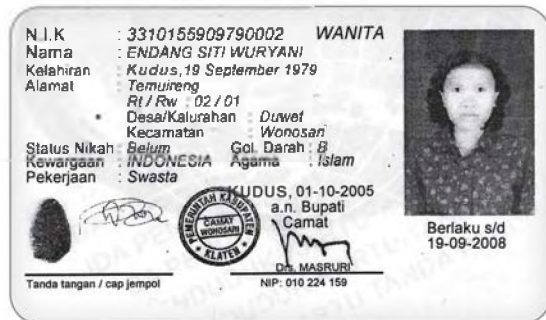 N.I.K : 3310155909790002 WANITA
Nama : ENDANG SITI WURYANI
Kelahiran : Kudus,19 September 1979
Alamat : Temuireng
Rt / Rw : 02 / 01
Desa/Kalurahan : Duwet
Kecamatan : Wonosari
Status Nikah : Belum Gol. Darah : B
Kewargaan : INDONESIA Agama : Islam
Pekerjaan : Swasta
KUDUS, 01-10-2005
a.n. Bupati
Camat
PEMERINTAH KABUPATEN
CAMAT
WONOSARI
KLATEN
Drs. MASRURI
NIP: 010 224 159
Tanda tangan / cap jempol
Berlaku s/d
19-09-2008